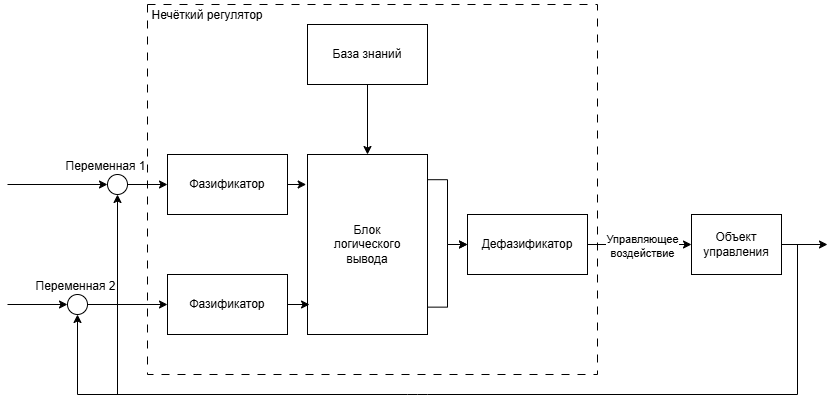 Нечёткий регулятор
База знаний
Переменная 1
Фазификатор
Блок
логического
вывода
Дефазификатор
Управляющее
воздействие
Объект
управления
Переменная 2
Фазификатор